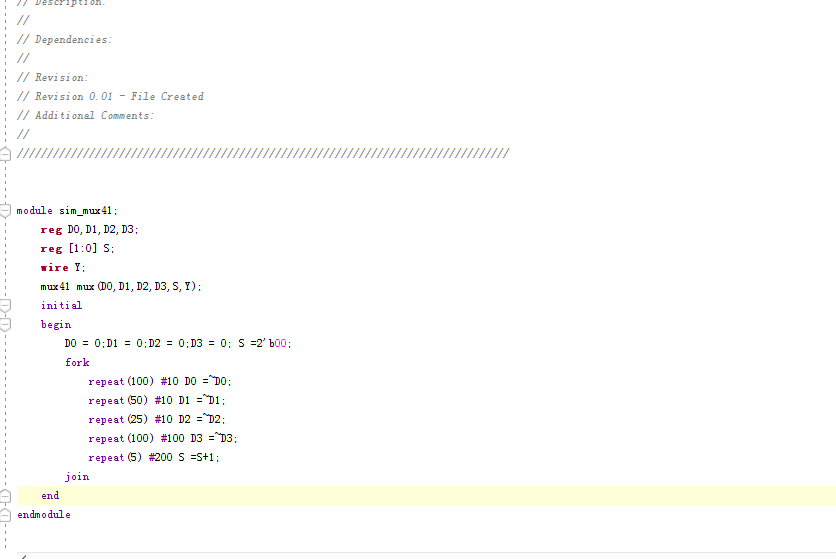 // Description:
//
// Dependencies:
//
// Revision:
// Revision 0.01 - File Created
// Additional Comments:
//
//////////////////////////////////////////////////////////////////////////////////
module sim_mux41;
reg D0,D1,D2,D3;
reg [1:0] S;
wire Y;
mux41 mux(D0,D1,D2,D3,S,Y);
initial
begin
D0 = 0;D1 = 0;D2 = 0;D3 = 0; S =2'b00;
fork
repeat(100) #10 D0 =~D0;
repeat(50) #10 D1 =~D1;
repeat(25) #10 D2 =~D2;
repeat(100) #100 D3 =~D3;
repeat(5) #200 S =S+1;
join
end
endmodule